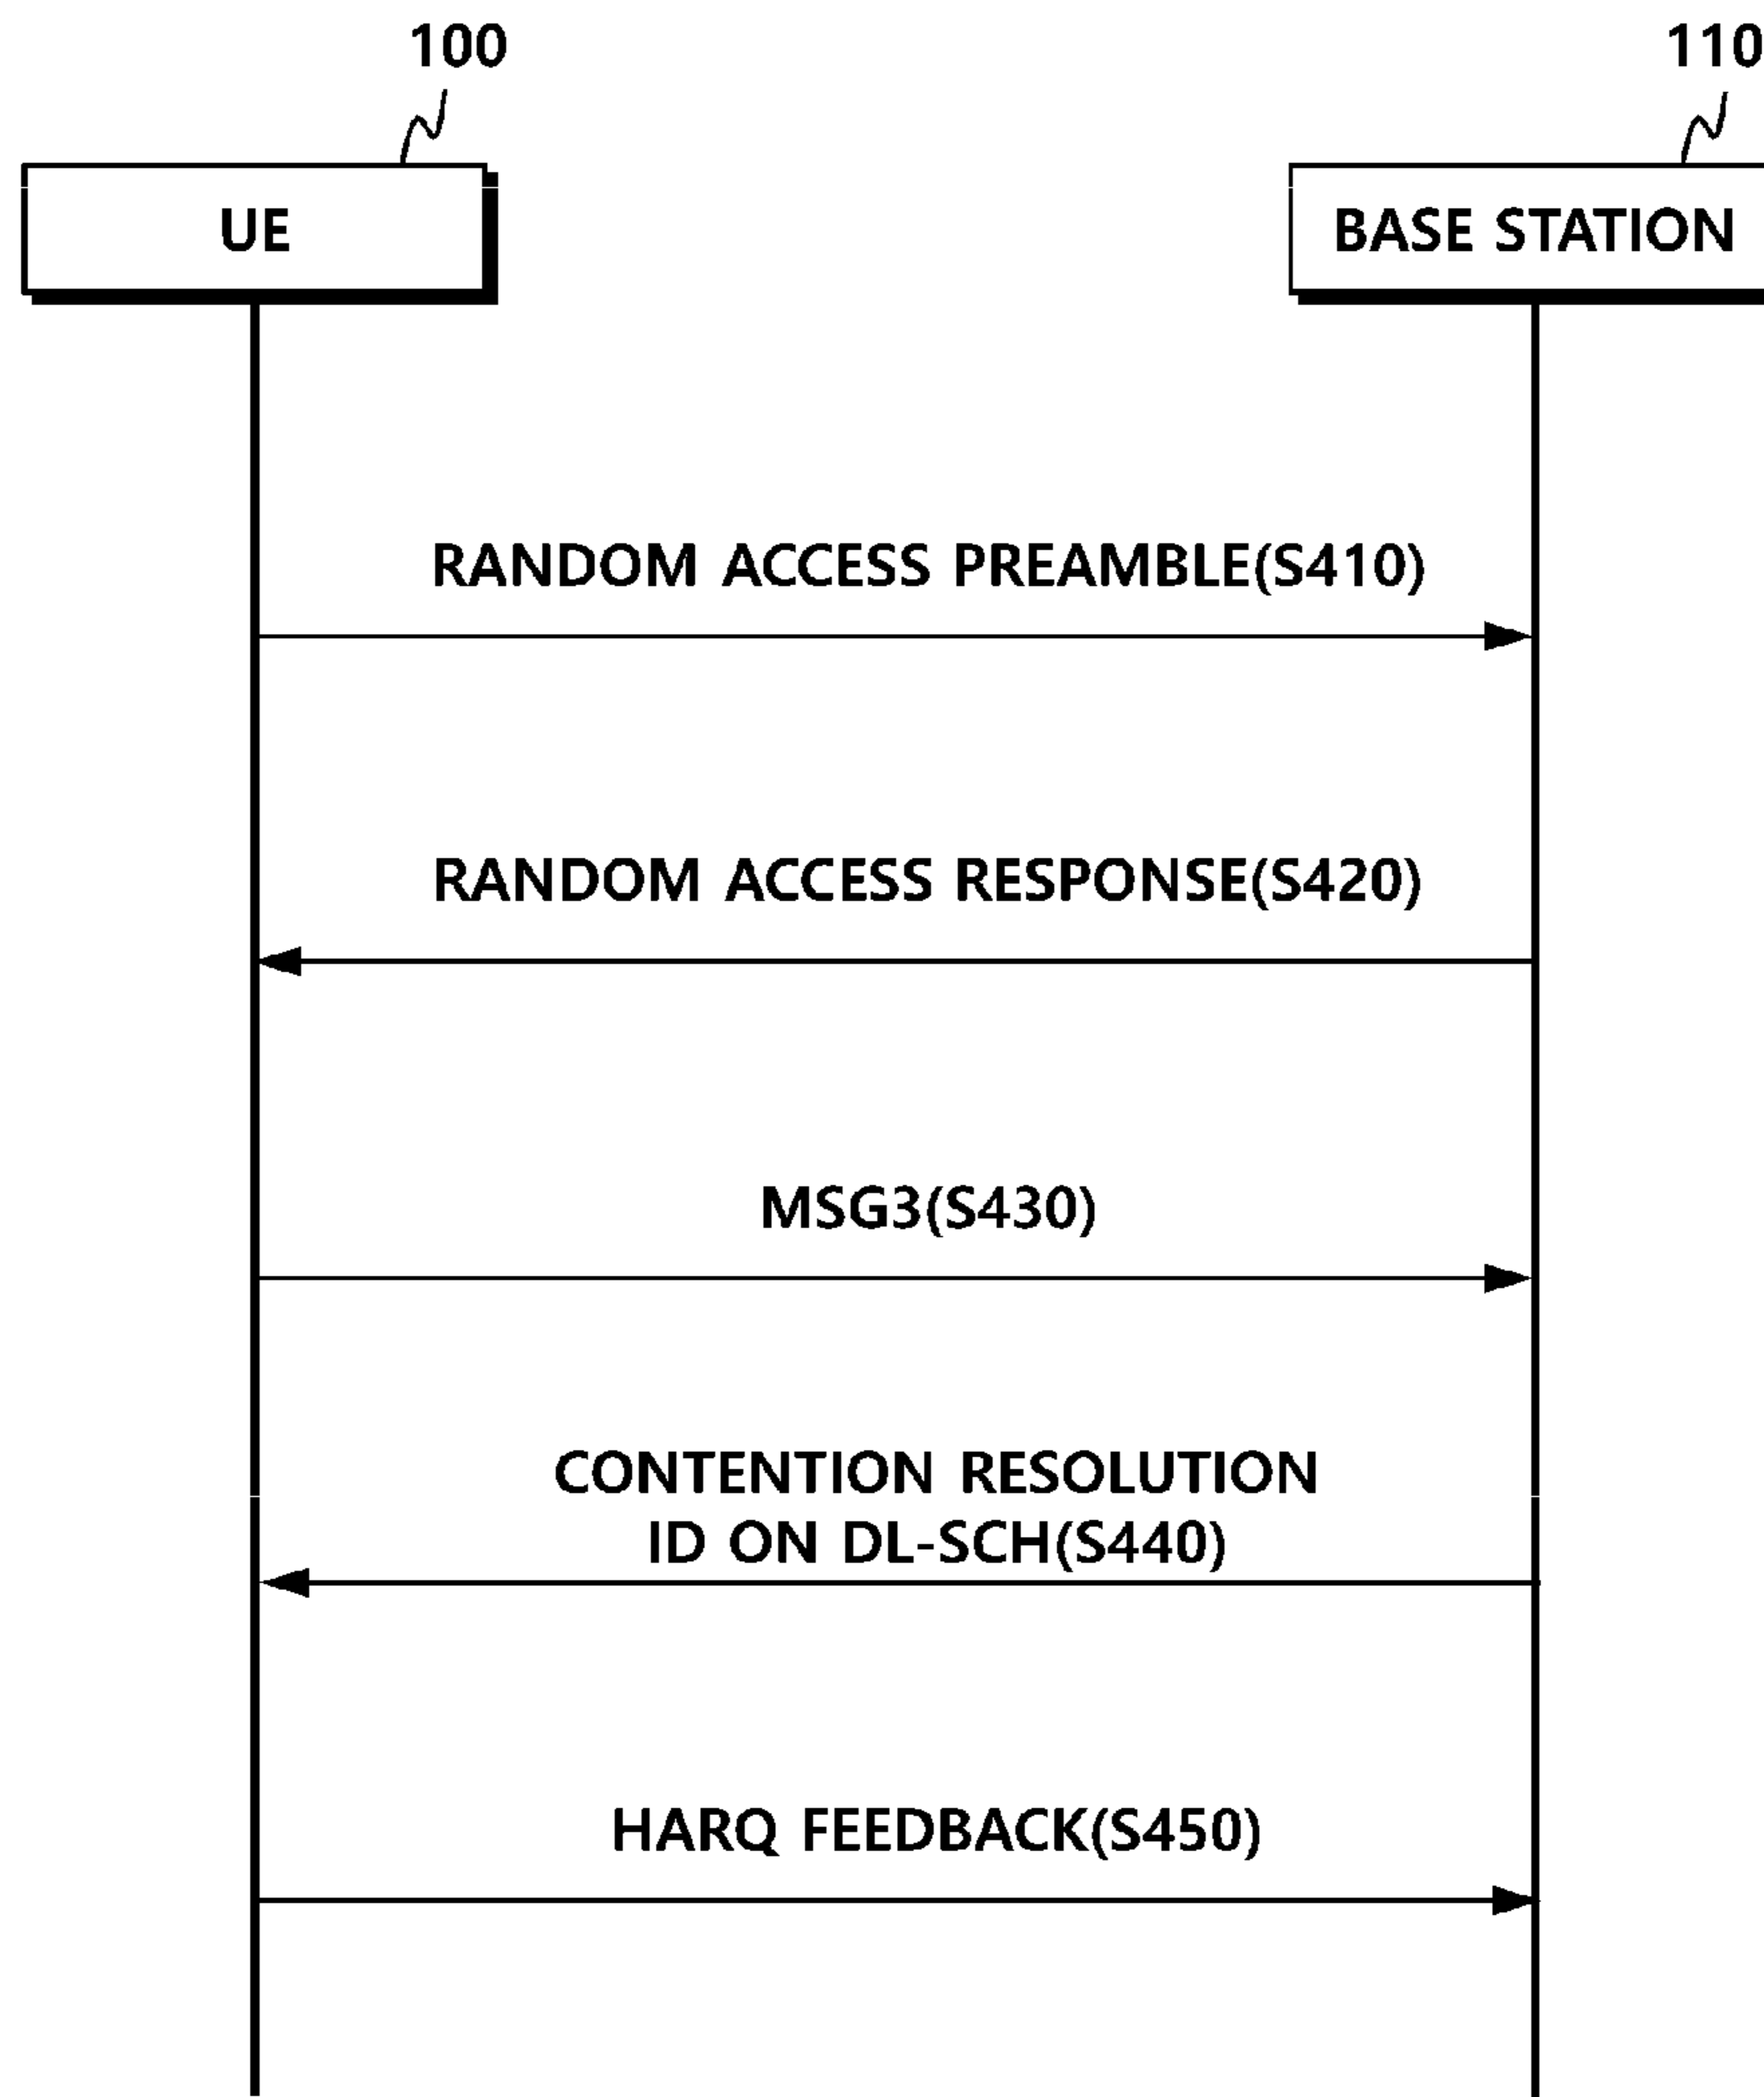 100
110
UE
BASE STATION
RANDOM ACCESS PREAMBLE(S410)
RANDOM ACCESS RESPONSE(S420)
MSG3(S430)
CONTENTION RESOLUTION
ID ON DL-SCH(S440)
HARQ FEEDBACK(S450)